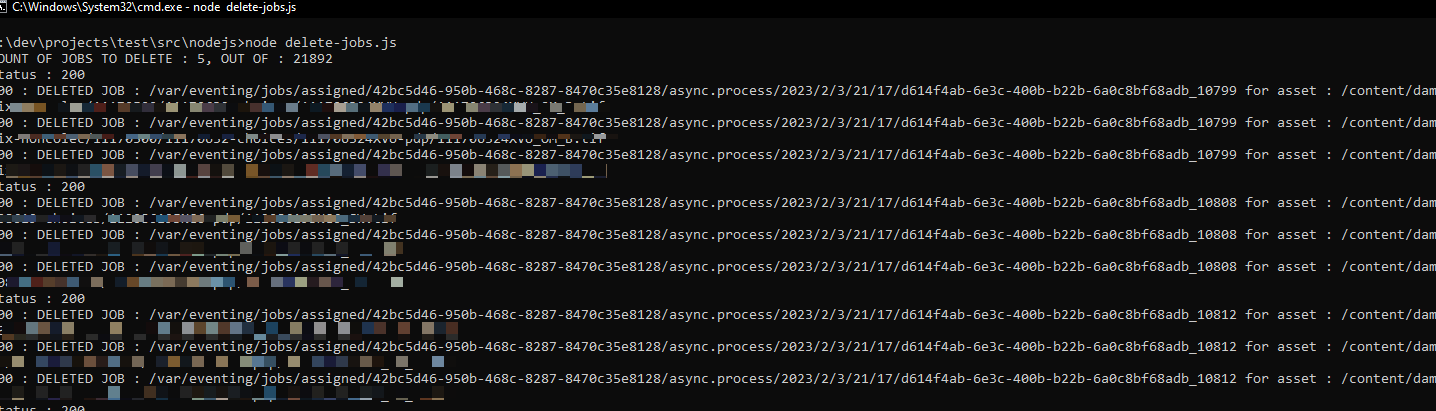 C:\Windows\System32\cmd.exe - node delete-jobs.js
:\dev\projects\test\src\nodejs>node delete-jobs.js
OUNT OF JOBS TO DELETE : 5, OUT OF : 21892
tatus : 200
00 : DELETED JOB : /var/eventing/jobs/assigned/42bc5d46-950b-468c-8287-8470c35e8128/async.process/2023/2/3/21/17/d614f4ab-6e3c-400b-b22b-6a0c8bf68adb_10799 for asset : /content/dam
ix
00 : DELETED JOB : /var/eventing/jobs/assigned/42bc5d46-950b-468c-8287-8470c35e8128/async.process/2023/2/3/21/17/d614f4ab-6e3c-400b-b22b-6a0c8bf68adb_10799 for asset : /content/dam
00 : DELETED JOB : /var/eventing/jobs/assigned/42bc5d46-950b-468c-8287-8470c35e8128/async.process/2023/2/3/21/17/d614f4ab-6e3c-400b-b22b-6a0c8bf68adb_10799 for asset : /content/dam
tatus : 200
00 : DELETED JOB : /var/eventing/jobs/assigned/42bc5d46-950b-468c-8287-8470c35e8128/async.process/2023/2/3/21/17/d614f4ab-6e3c-400b-b22b-6a0c8bf68adb_10808 for asset : /content/dam
00 : DELETED JOB : /var/eventing/jobs/assigned/42bc5d46-950b-468c-8287-8470c35e8128/async.process/2023/2/3/21/17/d614f4ab-6e3c-400b-b22b-6a0c8bf68adb_10808 for asset : /content/dam
00 : DELETED JOB : /var/eventing/jobs/assigned/42bc5d46-950b-468c-8287-8470c35e8128/async.process/2023/2/3/21/17/d614f4ab-6e3c-400b-b22b-6a0c8bf68adb_10808 for asset : /content/dam
tatus : 200
00 : DELETED JOB : /var/eventing/jobs/assigned/42bc5d46-950b-468c-8287-8470c35e8128/async.process/2023/2/3/21/17/d614f4ab-6e3c-400b-b22b-6a0c8bf68adb_10812 for asset : /content/dam
00 : DELETED JOB : /var/eventing/jobs/assigned/42bc5d46-950b-468c-8287-8470c35e8128/async.process/2023/2/3/21/17/d614f4ab-6e3c-400b-b22b-6a0c8bf68adb_10812 for asset : /content/dam
00 : DELETED JOB : /var/eventing/jobs/assigned/42bc5d46-950b-468c-8287-8470c35e8128/async.process/2023/2/3/21/17/d614f4ab-6e3c-400b-b22b-6a0c8bf68adb_10812 for asset : /content/dam
tatus : 200